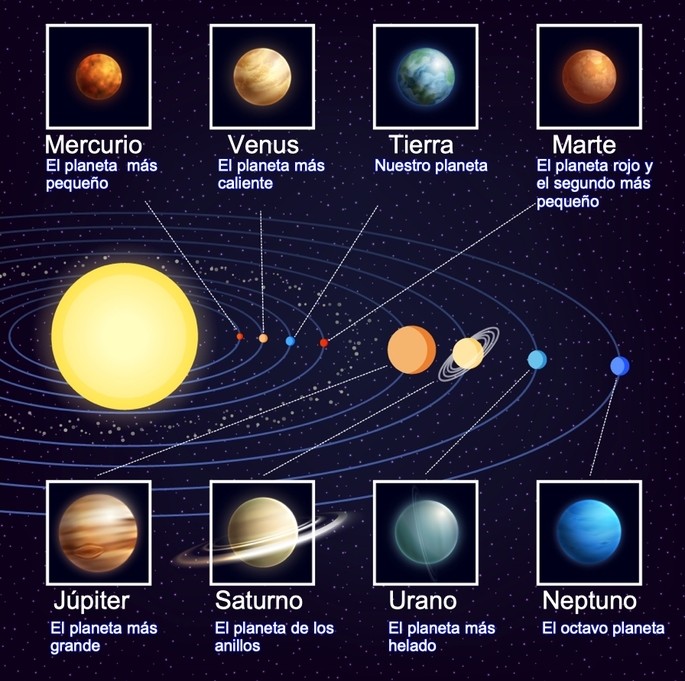 Mercurio
El planeta más
pequeño
Venus
El planeta más
caliente
Tierra
Nuestro planeta
Marte
El planeta rojo y
el segundo más
pequeño
Júpiter
El planeta más
grande
Saturno
El planeta de los
anillos
Urano
El planeta más
helado
Neptuno
El octavo planeta